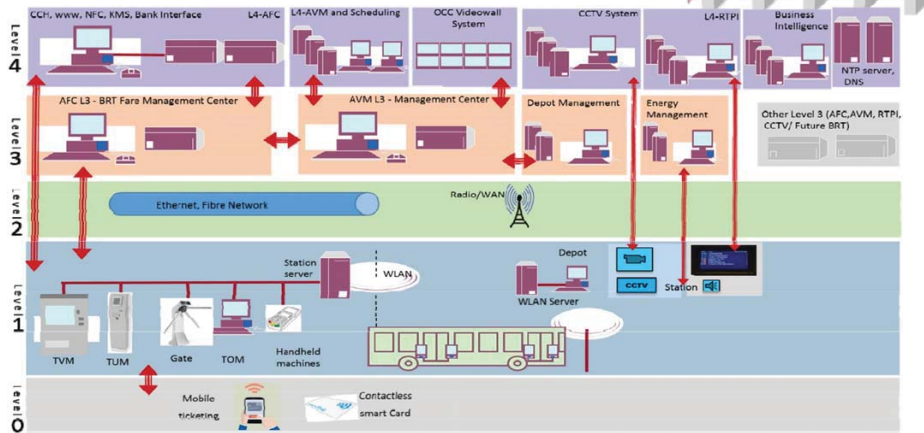 Level 4
CCH, www, NFC, KMS, Bank Interface
L4-AFC
L4-AVM and Scheduling
OCC Videowall
System
CCTV System
L4-RTPI
Business
Intelligence
NTP server,
DNS
Level 3
AFC L3 - BRT Fare Management Center
AVM L3 - Management Center
Depot Management
Energy
Management
Other Level 3 (AFC,AVM, RTPI,
CCTV/ Future BRT)
Level 2
Ethernet, Fibre Network
Radio/WAN
Level 1
Station
server
WLAN
Depot
WLAN Server
CCTV
Station
TVM
TUM
Gate
TOM
Handheld
machines
Level 0
Mobile
ticketing
Contactless
smart Card